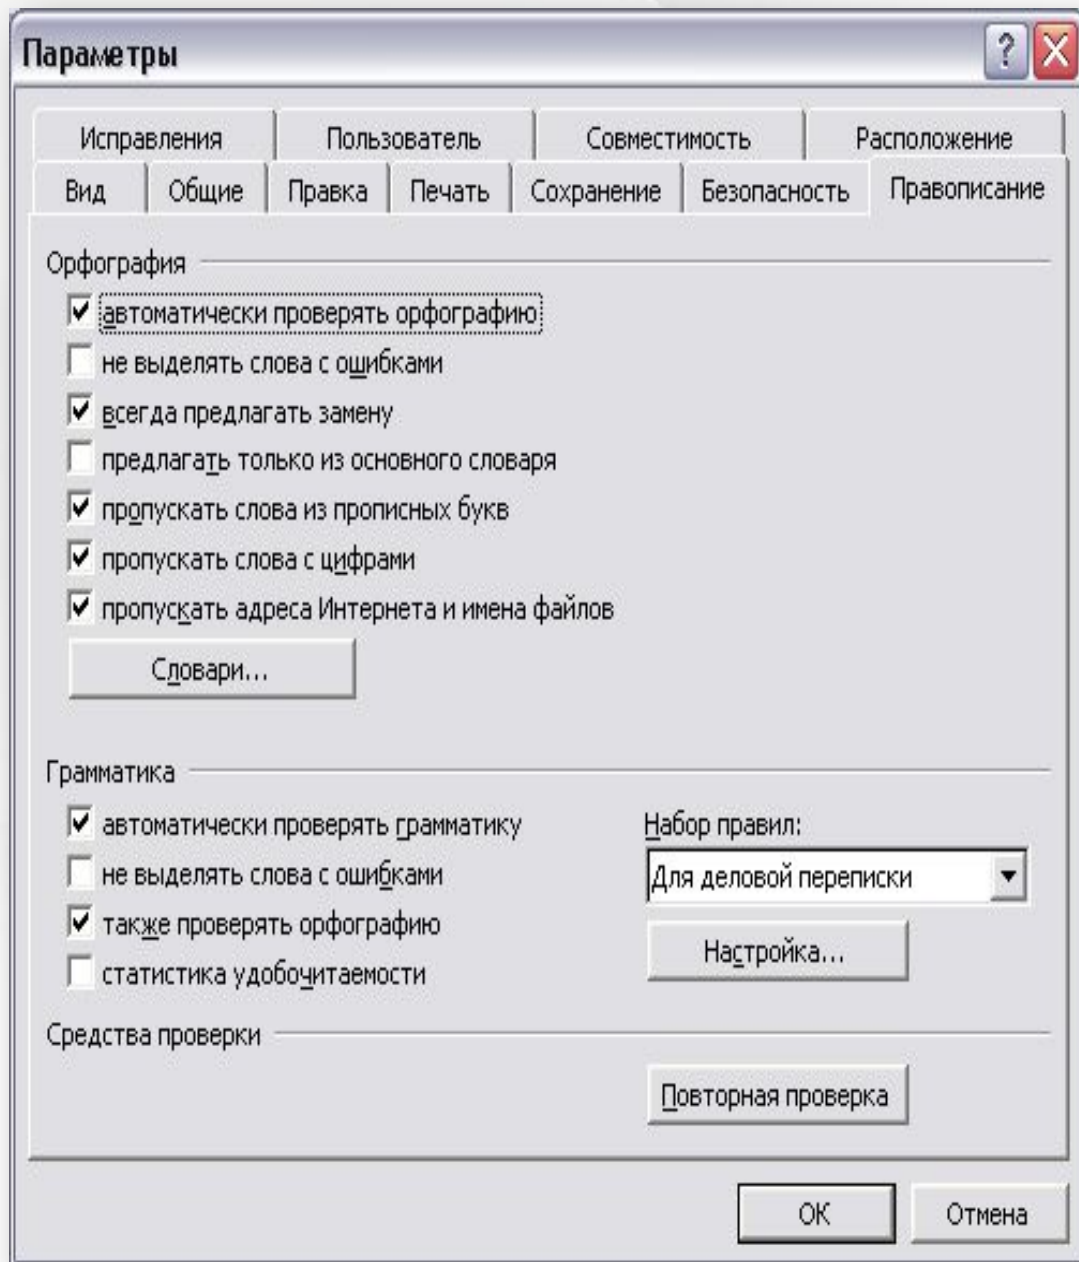 Параметры
Исправления Пользователь Совместимость Расположение
Вид Общие Правка Печать Сохранение Безопасность Правописание
Орфография
автоматически проверять орфографию
не выделять слова с ошибками
всегда предлагать замену
предлагать только из основного словаря
пропускать слова из прописных букв
пропускать слова с цифрами
пропускать адреса Интернета и имена файлов
Словари...
Грамматика
автоматически проверять грамматику
Набор правил:
не выделять слова с ошибками
Для деловой переписки
также проверять орфографию
Настройка...
статистика удобочитаемости
Средства проверки
Повторная проверка
ОК Отмена